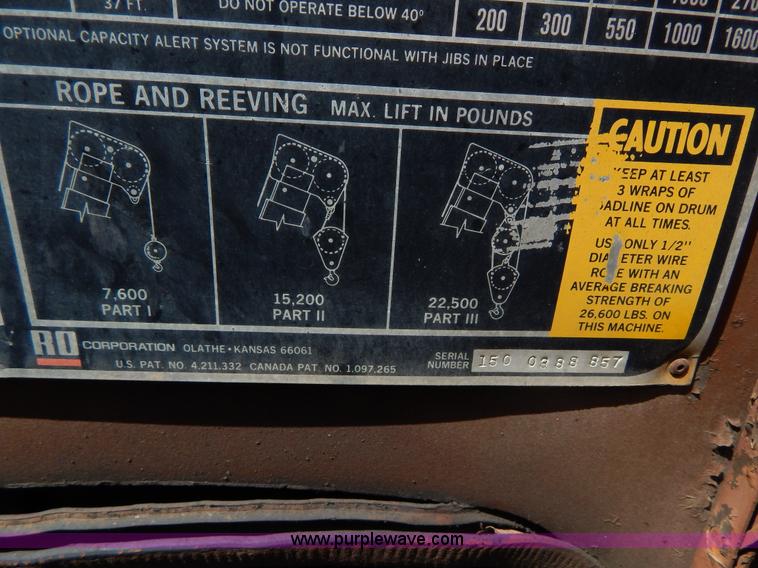 37 FT.
DO NOT OPERATE BELOW 40°
200 300 550 1000 1600
OPTIONAL CAPACITY ALERT SYSTEM IS NOT FUNCTIONAL WITH JIBS IN PLACE
ROPE AND REEVING MAX. LIFT IN POUNDS
7,600
PART I
15,200
PART II
22,500
PART III
CAUTION
KEEP AT LEAST
3 WRAPS OF
OADLINE ON DRUM
AT ALL TIMES.
USE ONLY 1/2"
DIAMETER WIRE
ROPE WITH AN
AVERAGE BREAKING
STRENGTH OF
26,600 LBS. ON
THIS MACHINE.
RO CORPORATION OLATHE • KANSAS 66061
U.S. PAT. NO. 4.211.332 CANADA PAT. NO. 1.097.265
SERIAL
NUMBER 150 0388 857
www.purplewave.com